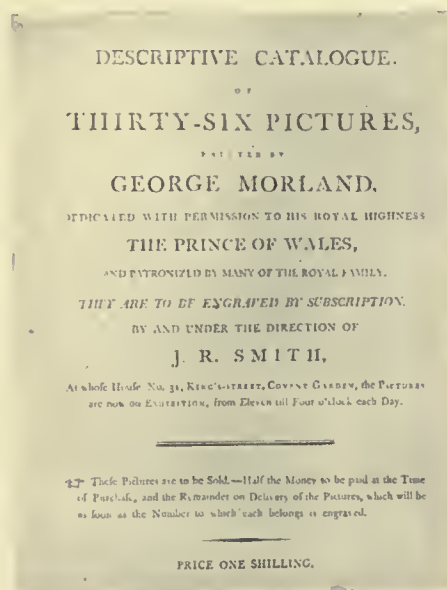 DESCRIPTIVE CATALOGUE.
OF
THIRTY-SIX PICTURES,
PAINTED BY
GEORGE MORLAND,
DEDICATED WITH PERMISSION TO HIS ROYAL HIGHNESS
THE PRINCE OF WALES,
AND PATRONIZED BY MANY OF THE ROYAL FAMILY.
THEY ARE TO BE ENGRAVED BY SUBSCRIPTION.
BY AND UNDER THE DIRECTION OF
J. R. SMITH,
At whose House No. 31, KING'S-STREET, COVENT GARDEN, the PICTURES
are now on EXHIBITION, from Eleven till Four o'clock each Day.
☞ These Pictures are to be Sold.—Half the Money to be paid at the Time
of Purchase, and the Remainder on Delivery of the Pictures, which will be
as soon as the Number to which each belongs is engraved.
PRICE ONE SHILLING.